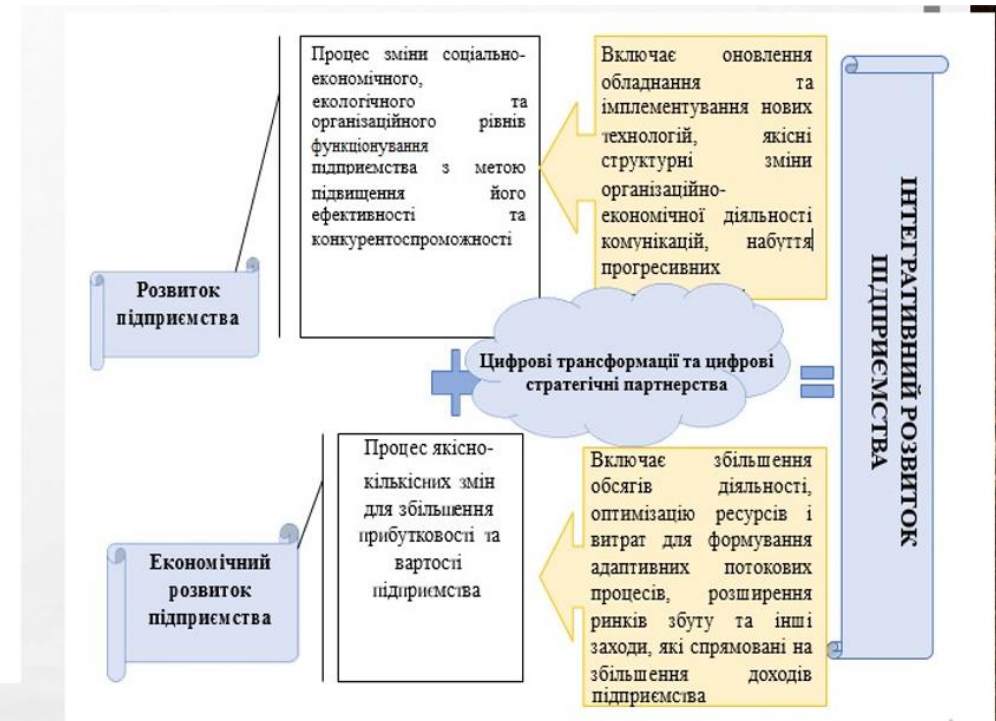 Процес зміни соціально-
економічного,
екологічного та
організаційного рівнів
функціонування
підприємства з метою
підвищення його
ефективності та
конкурентоспроможності
Включає оновлення
обладнання та
імплементування нових
технологій, якісні
структурні зміни
організаційно-
економічної діяльності
комунікацій, набуття
прогресивних
Розвиток
підприємства
Цифрові трансформації та цифрові
стратегічні партнерства
Процес якісно-
кількісних змін
для збільшення
прибутковості та
вартості
підприємства
Включає збільшення
обсягів діяльності,
оптимізацію ресурсів і
витрат для формування
адаптивних потокових
процесів, розширення
ринків збуту та інші
заходи, які спрямовані на
збільшення доходів
підприємства
Економічний
розвиток
підприємства
ІНТЕГРАТИВНИЙ РОЗВИТОК
ПІДПРИЄМСТВА